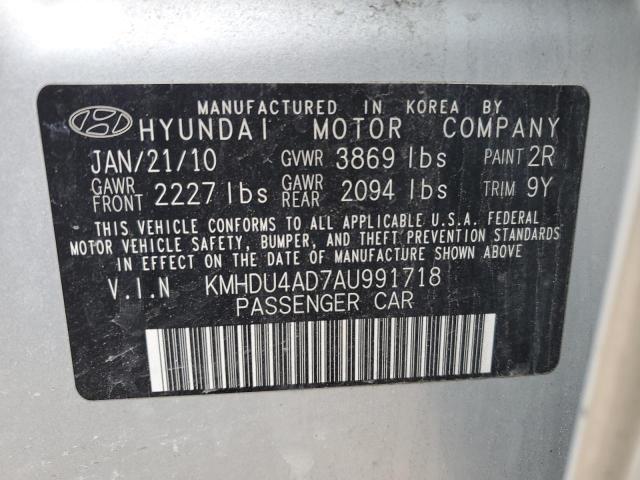 MANUFACTURED IN KOREA BY
HYUNDAI MOTOR COMPANY
JAN/21/10 GVWR 3869 lbs PAINT 2R
GAWR FRONT 2227 lbs GAWR REAR 2094 lbs TRIM 9Y
THIS VEHICLE CONFORMS TO ALL APPLICABLE U.S.A. FEDERAL
MOTOR VEHICLE SAFETY, BUMPER, AND THEFT PREVENTION STANDARDS
IN EFFECT ON THE DATE OF MANUFACTURE SHOWN ABOVE
V.I.N KMHDU4AD7AU991718
PASSENGER CAR